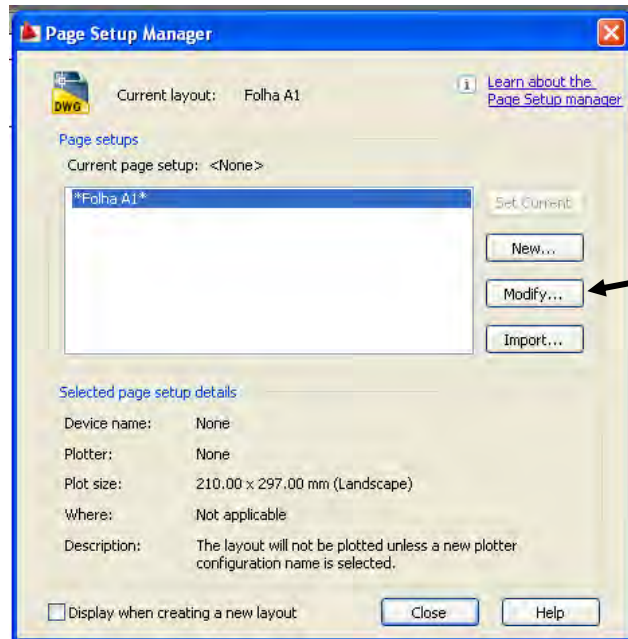 Page Setup Manager
DWG
Current layout: Folha A1
i
Learn about the
Page Setup manager
Page setups
Current page setup: <None>
*Folha A1*
Set Current
New...
Modify...
Import...
Selected page setup details
Device name: None
Plotter: None
Plot size: 210.00 x 297.00 mm (Landscape)
Where: Not applicable
Description: The layout will not be plotted unless a new plotter
configuration name is selected.
Display when creating a new layout
Close
Help